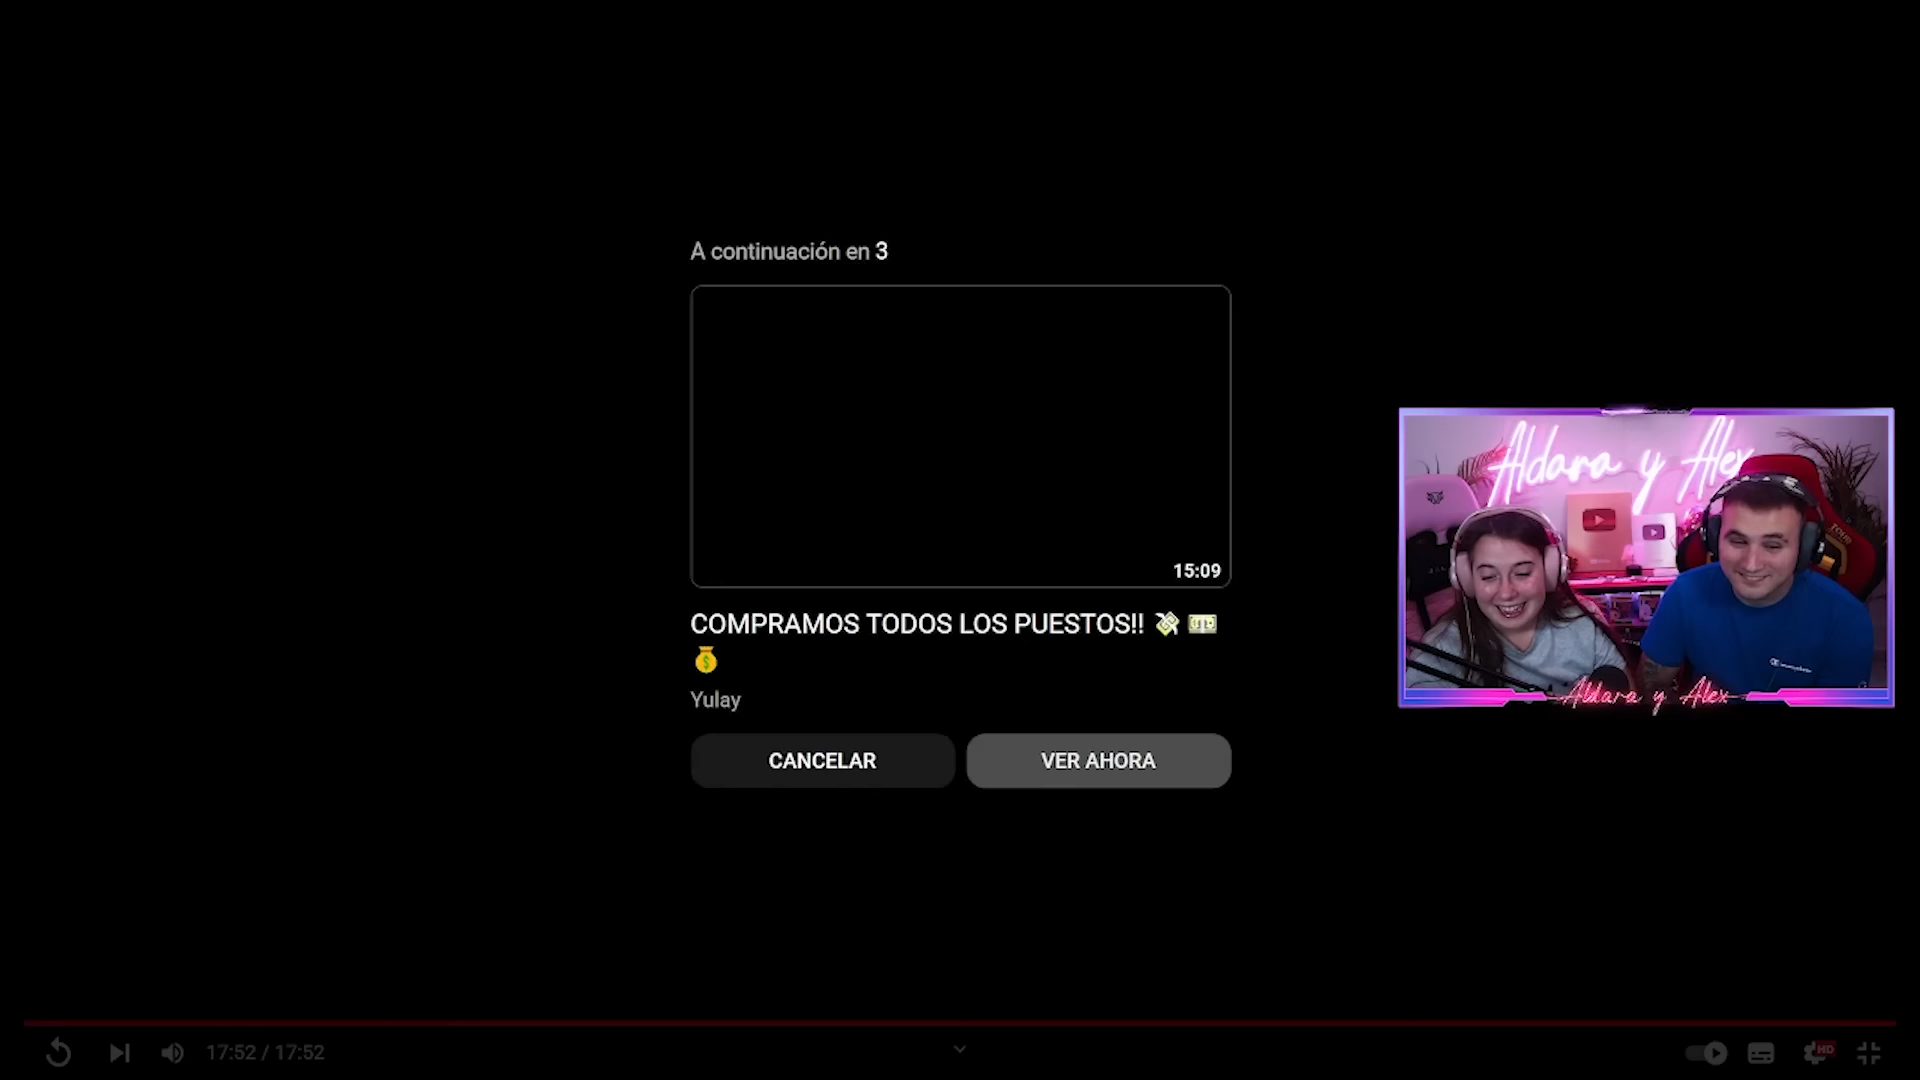 A continuación en 3
15:09
COMPRAMOS TODOS LOS PUESTOS!! 💸 💵
💰
Yulay
CANCELAR
VER AHORA
Aldara y Alex
Aldara y Alex
17:52 / 17:52
HD